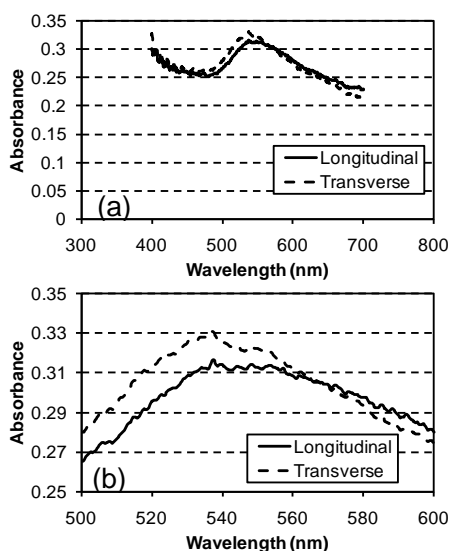 0.35
0.3
0.25
0.2
0.15
0.1
0.05
0
Absorbance
Longitudinal
Transverse
(a)
300 400 500 600 700 800
Wavelength (nm)
0.35
0.33
0.31
0.29
0.27
0.25
Absorbance
Longitudinal
Transverse
(b)
500 520 540 560 580 600
Wavelength (nm)